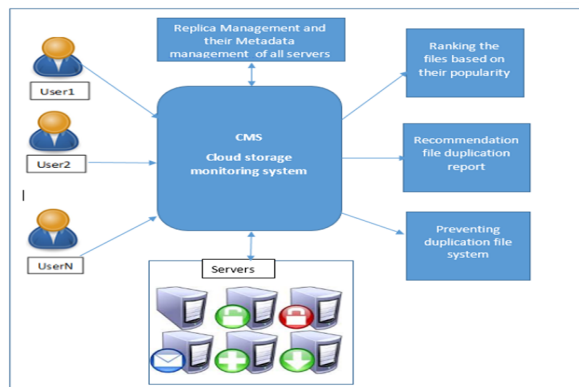 Replica Management and
their Metadata
management of all servers
User1
User2
UserN
CMS
Cloud storage
monitoring system
Ranking the
files based on
their popularity
Recommendation
file duplication
report
Preventing
duplication file
system
Servers